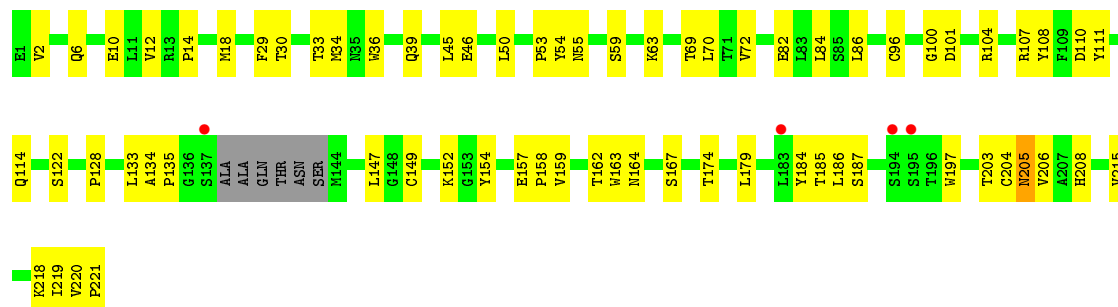 E1 V2 Q6 E10 L11 V12 R13 P14 M18 F29 T30 T33 M34 N35 W36 Q39 L45 E46 L50 P53 Y54 N55 S59 K63 T69 L70 T71 V72 E82 L83 L84 S85 L86 C96 G100 D101 R104 R107 Y108 F109 D110 Y111
Q114 S122 P128 L133 A134 P135 G136 S137 ALA ALA GLN THR ASN SER M144 L147 G148 C149 K152 G153 Y154 E157 P158 V159 T162 W163 N164 S167 T174 L179 L183 Y184 T185 L186 S187 S194 S195 T196 W197 T203 C204 N205 V206 A207 H208 V215
K218 I219 V220 P221